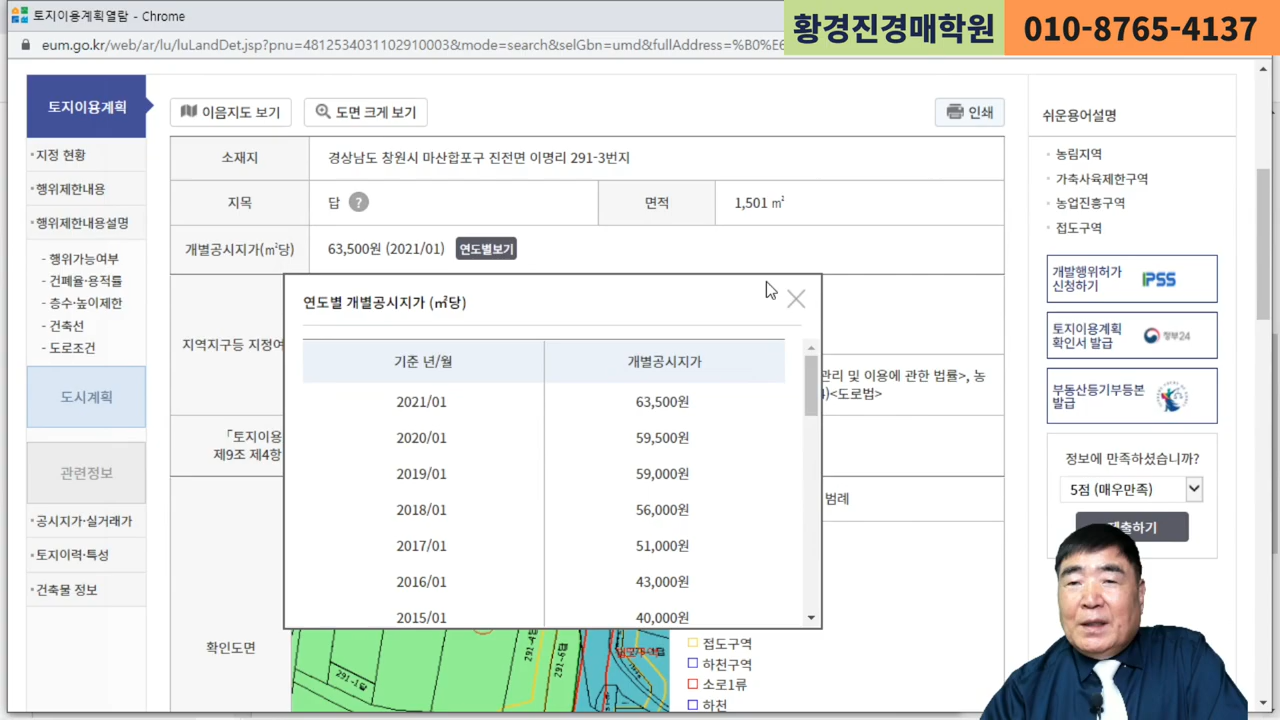 토지이용계획열람 - Chrome
황경진경매학원 010-8765-4137
eum.go.kr/web/ar/lu/luLandDet.jsp?pnu=4812534031102910003&mode=search&selGbn=umd&fullAddress=%B0%E6
토지이용계획
지정 현황
행위제한내용
행위제한내용설명
- 행위가능여부
- 건폐율·용적률
- 층수·높이제한
- 건축선
- 도로조건
도시계획
관련정보
공시지가·실거래가
토지이력·특성
건축물 정보
이음지도 보기 도면 크게 보기 인쇄
소재지 경상남도 창원시 마산합포구 진전면 이명리 291-3번지
지목 답 ? 면적 1,501 ㎡
개별공시지가(㎡당) 63,500원 (2021/01) 연도별보기
연도별 개별공시지가 (㎡당)
기준 년/월 개별공시지가
2021/01 63,500원
2020/01 59,500원
2019/01 59,000원
2018/01 56,000원
2017/01 51,000원
2016/01 43,000원
2015/01 40,000원
지역지구등 지정여
관리 및 이용에 관한 법률>, 농
)<도로법>
「토지이용
제9조 제4항
범례
확인도면
291-1답
291-4답
291-6답
접도구역
하천구역
소로1류
하천
쉬운용어설명
농림지역
가축사육제한구역
농업진흥구역
접도구역
개발행위허가
신청하기
IPSS
토지이용계획
확인서 발급
정부24
부동산등기부등본
발급
정보에 만족하셨습니까?
5점 (매우만족)
제출하기